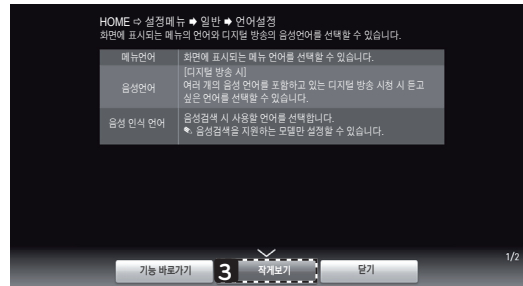 HOME ⇨ 설정메뉴 ➡ 일반 ➡ 언어설정
화면에 표시되는 메뉴의 언어와 디지털 방송의 음성언어를 선택할 수 있습니다.
메뉴언어 화면에 표시되는 메뉴 언어를 선택할 수 있습니다.
[디지털 방송 시]
음성언어 여러 개의 음성 언어를 포함하고 있는 디지털 방송 시청 시 듣고
싶은 언어를 선택할 수 있습니다.
음성 인식 언어 음성검색 시 사용할 언어를 선택합니다.
음성검색을 지원하는 모델만 설정할 수 있습니다.
1/2
기능 바로가기 3 작게보기 닫기